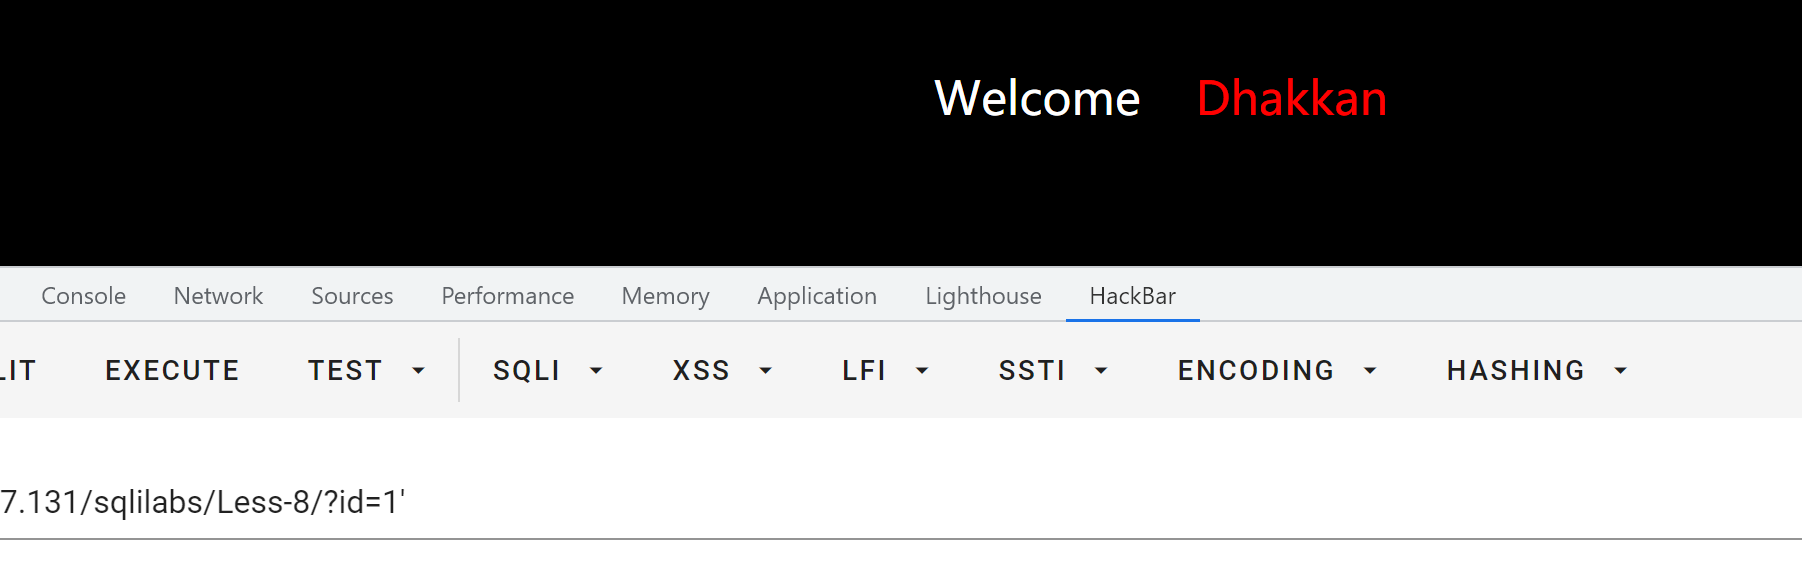 Welcome Dhakkan
Console Network Sources Performance Memory Application Lighthouse HackBar
LIT EXECUTE TEST SQLI XSS LFI SSTI ENCODING HASHING
7.131/sqlilabs/Less-8/?id=1'